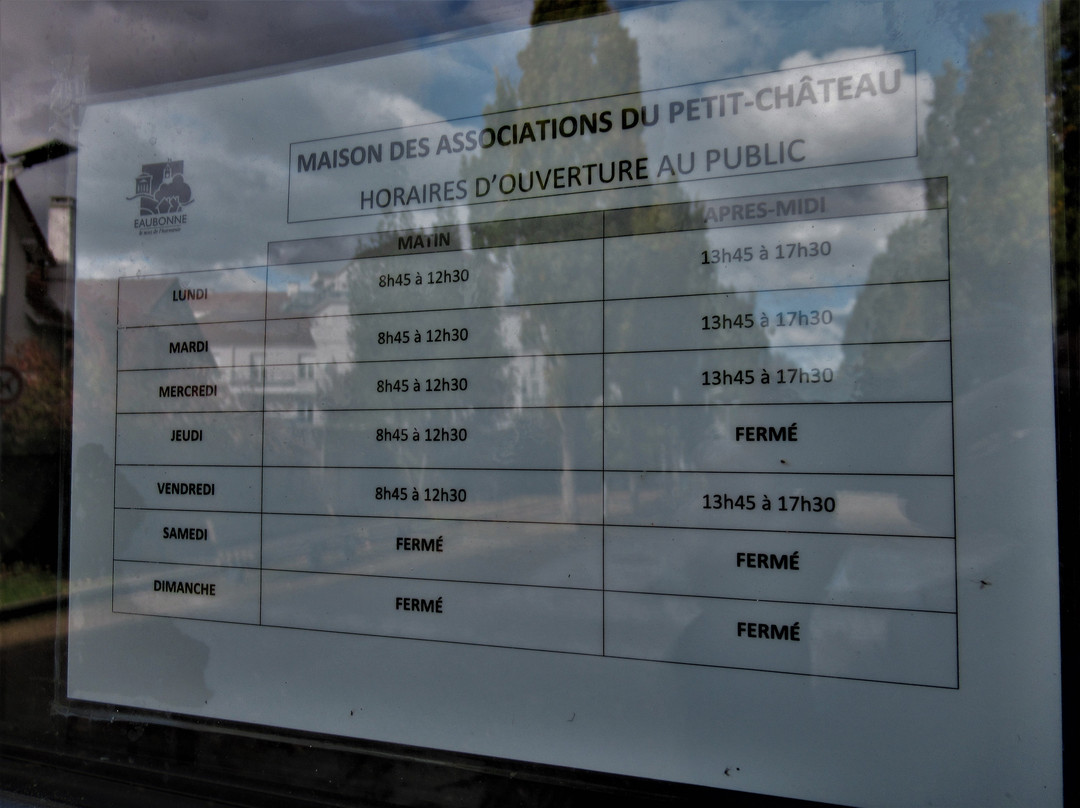 MAISON DES ASSOCIATIONS DU PETIT-CHÂTEAU
HORAIRES D'OUVERTURE AU PUBLIC
EAUBONNE
MATIN APRES-MIDI
LUNDI 8h45 à 12h30 13h45 à 17h30
MARDI 8h45 à 12h30 13h45 à 17h30
MERCREDI 8h45 à 12h30 13h45 à 17h30
JEUDI 8h45 à 12h30 FERMÉ
VENDREDI 8h45 à 12h30 13h45 à 17h30
SAMEDI FERMÉ FERMÉ
DIMANCHE FERMÉ FERMÉ